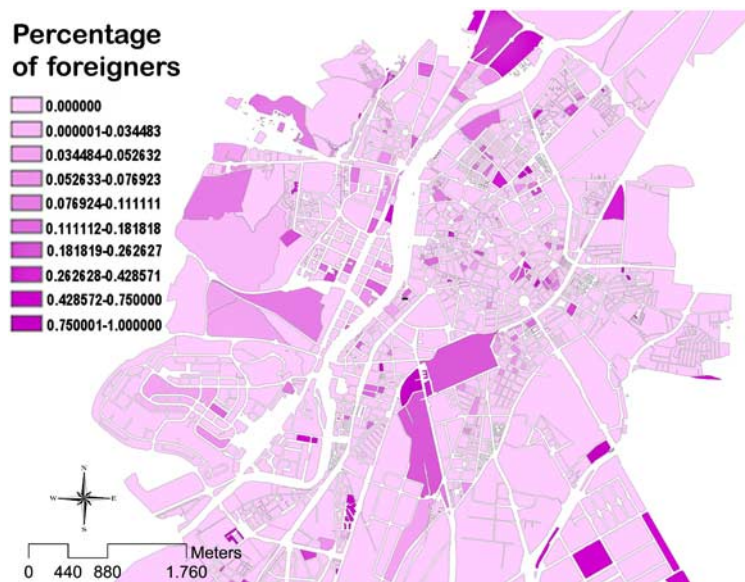 Percentage
of foreigners
0.000000
0.000001-0.034483
0.034484-0.052632
0.052633-0.076923
0.076924-0.111111
0.111112-0.181818
0.181819-0.262627
0.262628-0.428571
0.428572-0.750000
0.750001-1.000000
N
W E
S
Meters
0 440 880 1.760